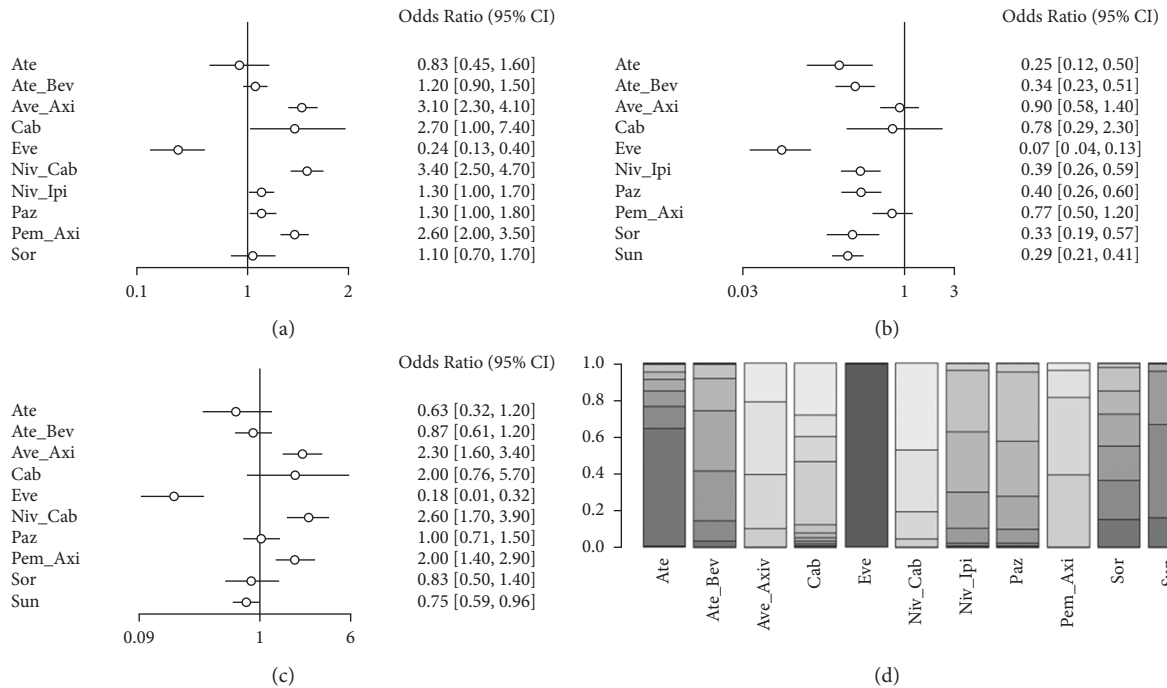 Odds Ratio (95% CI)
Ate 0.83 [0.45, 1.60]
Ate_Bev 1.20 [0.90, 1.50]
Ave_Axi 3.10 [2.30, 4.10]
Cab 2.70 [1.00, 7.40]
Eve 0.24 [0.13, 0.40]
Niv_Cab 3.40 [2.50, 4.70]
Niv_Ipi 1.30 [1.00, 1.70]
Paz 1.30 [1.00, 1.80]
Pem_Axi 2.60 [2.00, 3.50]
Sor 1.10 [0.70, 1.70]
0.1 1 2
(a)
Odds Ratio (95% CI)
Ate 0.25 [0.12, 0.50]
Ate_Bev 0.34 [0.23, 0.51]
Ave_Axi 0.90 [0.58, 1.40]
Cab 0.78 [0.29, 2.30]
Eve 0.07 [0 .04, 0.13]
Niv_Ipi 0.39 [0.26, 0.59]
Paz 0.40 [0.26, 0.60]
Pem_Axi 0.77 [0.50, 1.20]
Sor 0.33 [0.19, 0.57]
Sun 0.29 [0.21, 0.41]
0.03 1 3
(b)
Odds Ratio (95% CI)
Ate 0.63 [0.32, 1.20]
Ate_Bev 0.87 [0.61, 1.20]
Ave_Axi 2.30 [1.60, 3.40]
Cab 2.00 [0.76, 5.70]
Eve 0.18 [0.01, 0.32]
Niv_Cab 2.60 [1.70, 3.90]
Paz 1.00 [0.71, 1.50]
Pem_Axi 2.00 [1.40, 2.90]
Sor 0.83 [0.50, 1.40]
Sun 0.75 [0.59, 0.96]
0.09 1 6
(c)
1.0
0.8
0.6
0.4
0.2
0.0
Ate
Ate_Bev
Ave_Axiv
Cab
Eve
Niv_Cab
Niv_Ipi
Paz
Pem_Axi
Sor
(d)